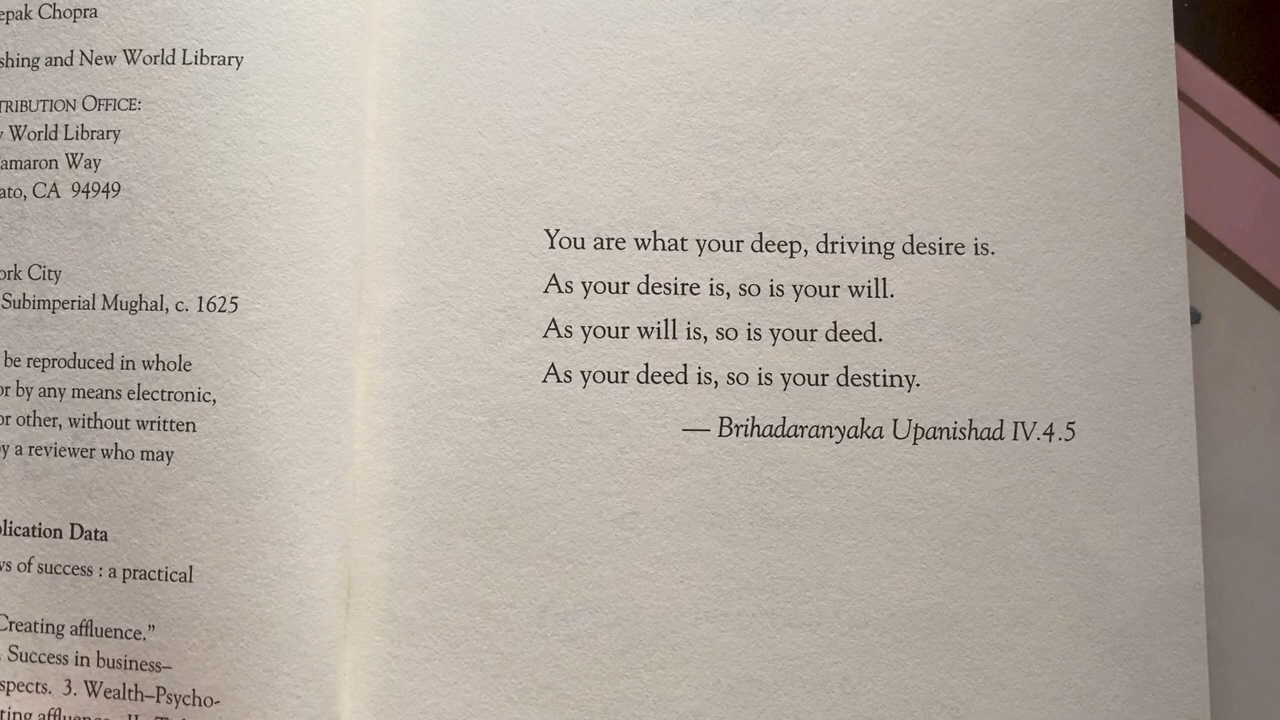 Deepak Chopra
shing and New World Library
TRIBUTION OFFICE:
World Library
amaron Way
ato, CA 94949
ork City
Subimperial Mughal, c. 1625
be reproduced in whole
or by any means electronic,
or other, without written
by a reviewer who may
lication Data
ws of success : a practical
Creating affluence.”
Success in business–
spects. 3. Wealth–Psycho-
You are what your deep, driving desire is.
As your desire is, so is your will.
As your will is, so is your deed.
As your deed is, so is your destiny.
— Brihadaranyaka Upanishad IV.4.5